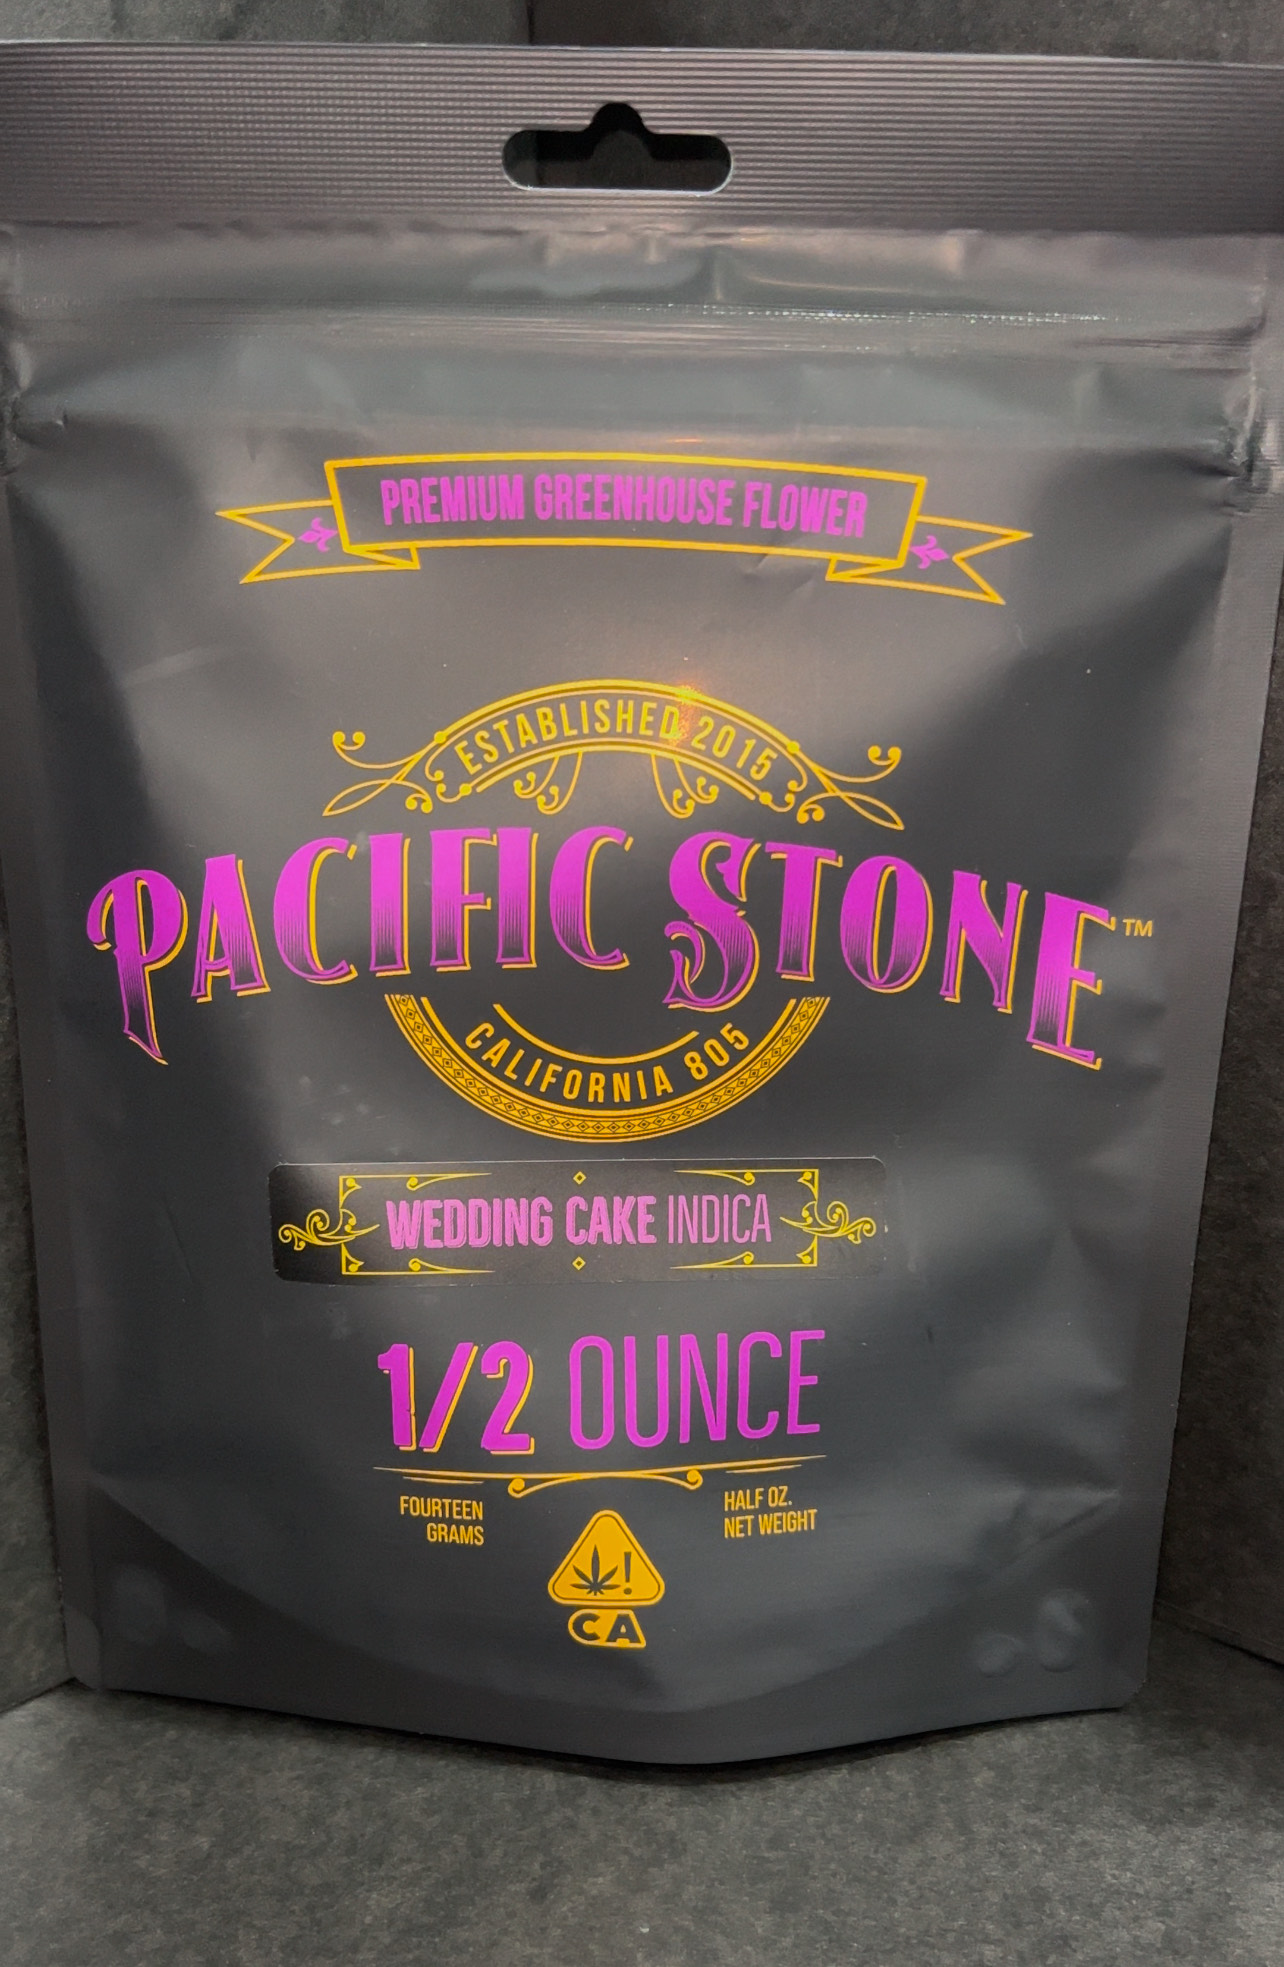 PREMIUM GREENHOUSE FLOWER
ESTABLISHED 2015
PACIFIC STONE™
CALIFORNIA 805
WEDDING CAKE INDICA
1/2 OUNCE
FOURTEEN
GRAMS
HALF OZ.
NET WEIGHT
!
CA